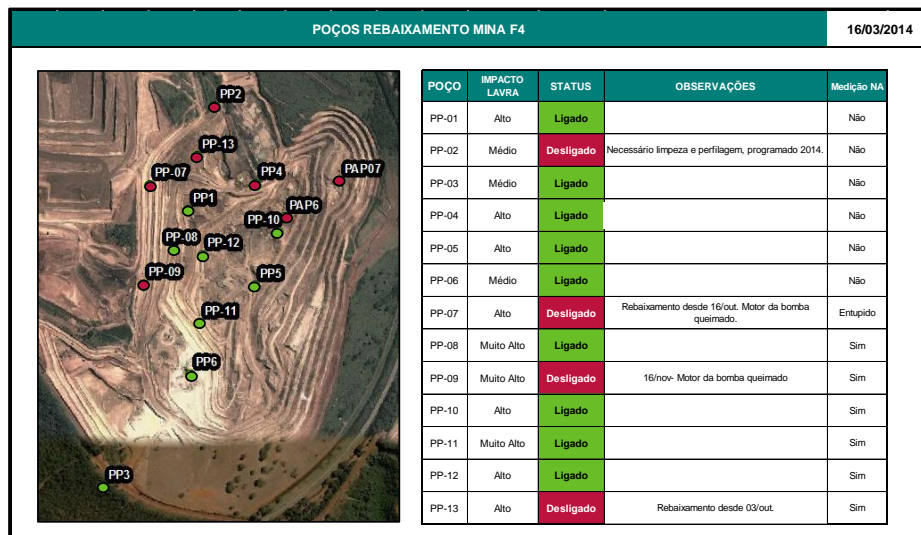 POÇOS REBAIXAMENTO MINA F4
16/03/2014
PP2
PP-13
PP-07
PP4
PAP07
PP1
PAP6
PP-10
PP-08
PP-12
PP-09
PP5
PP-11
PP6
PP3
POÇO IMPACTO LAVRA STATUS OBSERVAÇÕES Medição NA
PP-01 Alto Ligado Não
PP-02 Médio Desligado Necessário limpeza e perfilagem, programado 2014. Não
PP-03 Médio Ligado Não
PP-04 Alto Ligado Não
PP-05 Alto Ligado Não
PP-06 Médio Ligado Não
PP-07 Alto Desligado Rebaixamento desde 16/out. Motor da bomba queimado. Entupido
PP-08 Muito Alto Ligado Sim
PP-09 Muito Alto Desligado 16/nov- Motor da bomba queimado Sim
PP-10 Alto Ligado Sim
PP-11 Muito Alto Ligado Sim
PP-12 Alto Ligado Sim
PP-13 Alto Desligado Rebaixamento desde 03/out. Sim